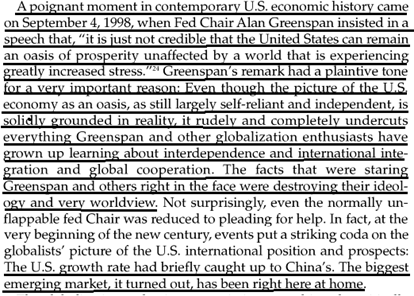 A poignant moment in contemporary U.S. economic history came
on September 4, 1998, when Fed Chair Alan Greenspan insisted in a
speech that, "it is just not credible that the United States can remain
an oasis of prosperity unaffected by a world that is experiencing
greatly increased stress."24 Greenspan's remark had a plaintive tone
for a very important reason: Even though the picture of the U.S.
economy as an oasis, as still largely self-reliant and independent, is
solidly grounded in reality, it rudely and completely undercuts
everything Greenspan and other globalization enthusiasts have
grown up learning about interdependence and international inte-
gration and global cooperation. The facts that were staring
Greenspan and others right in the face were destroying their ideol-
ogy and very worldview. Not surprisingly, even the normally un-
flappable fed Chair was reduced to pleading for help. In fact, at the
very beginning of the new century, events put a striking coda on the
globalists' picture of the U.S. international position and prospects:
The U.S. growth rate had briefly caught up to China's. The biggest
emerging market, it turned out, has been right here at home.